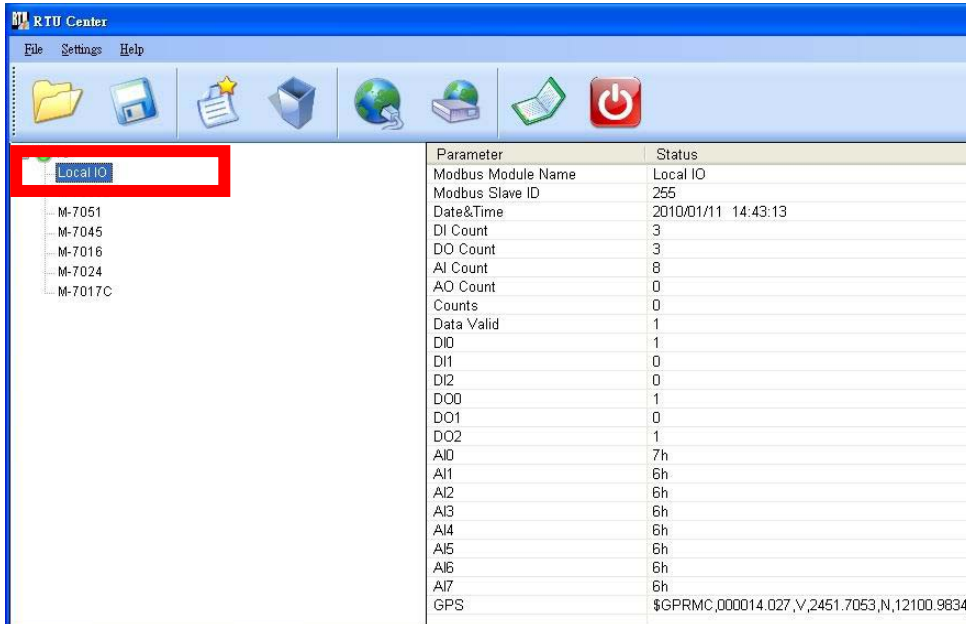 RTU Center
File Settings Help
Local IO
M-7051
M-7045
M-7016
M-7024
M-7017C
Parameter Status
Modbus Module Name Local IO
Modbus Slave ID 255
Date&Time 2010/01/11 14:43:13
DI Count 3
DO Count 3
AI Count 8
AO Count 0
Counts 0
Data Valid 1
DI0 1
DI1 0
DI2 0
DO0 1
DO1 0
DO2 1
AI0 7h
AI1 6h
AI2 6h
AI3 6h
AI4 6h
AI5 6h
AI6 6h
AI7 6h
GPS $GPRMC,000014.027,V,2451.7053,N,12100.9834